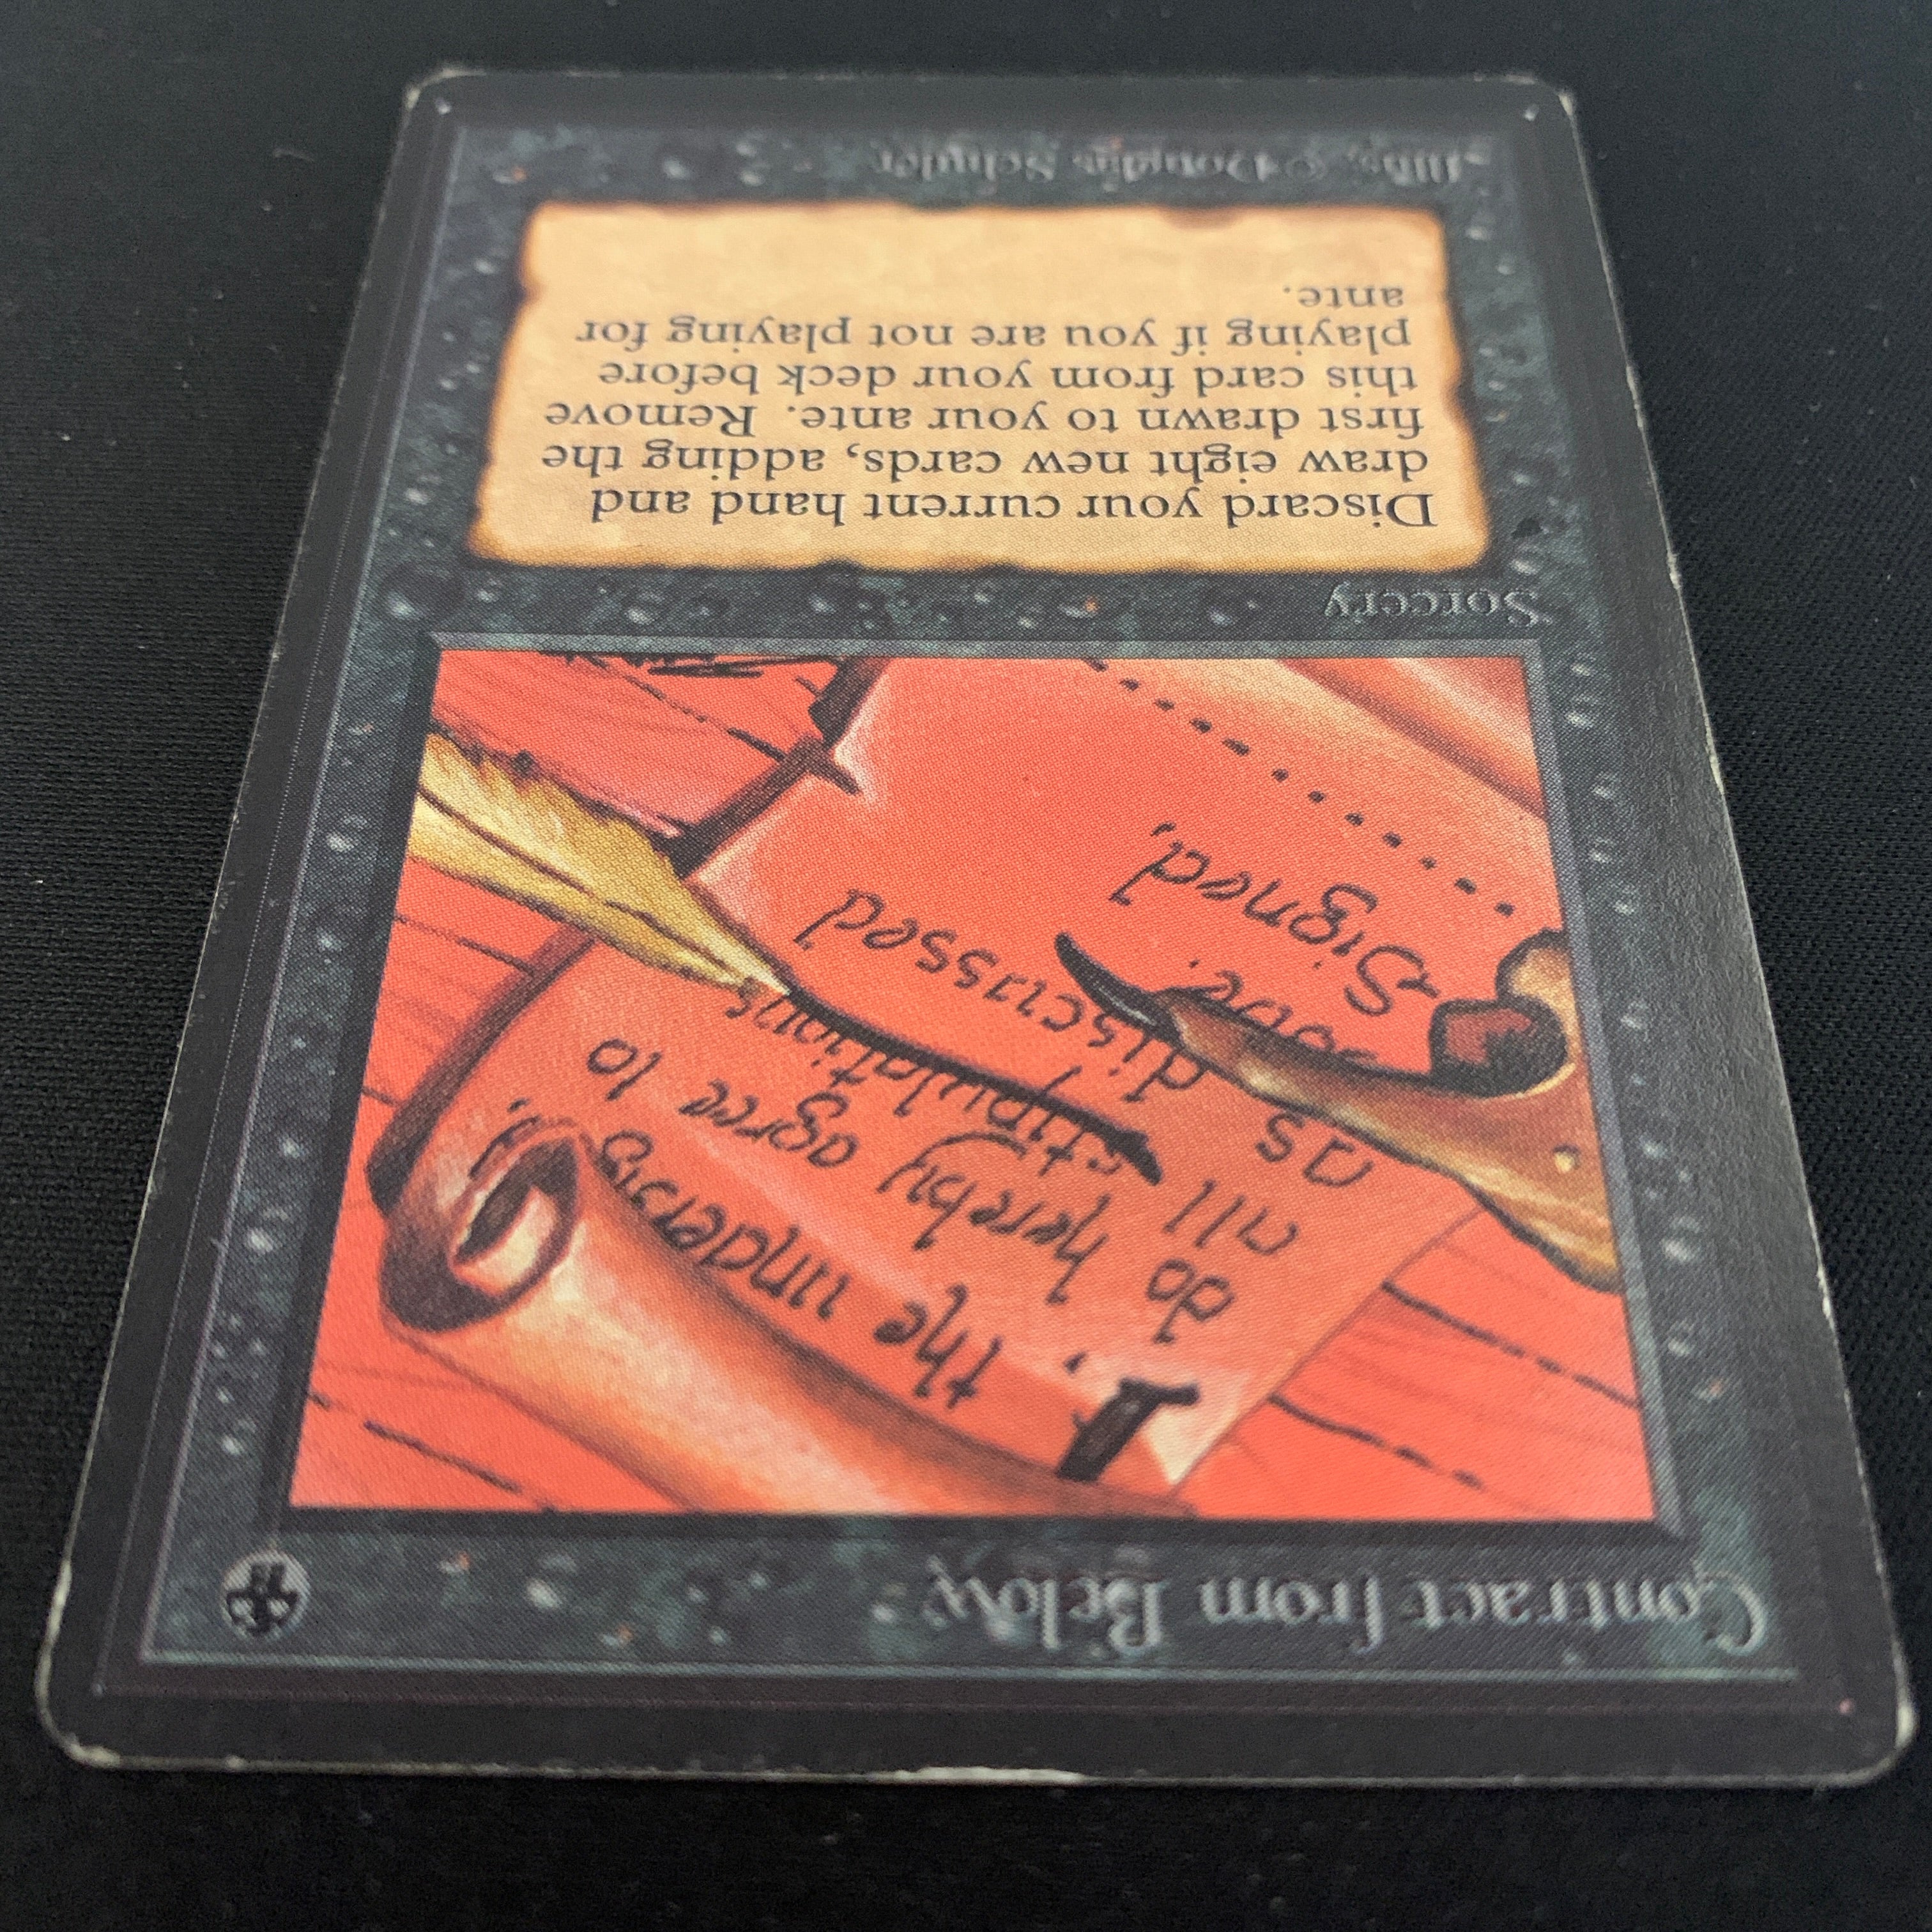 Contract from Below
I, the undersig
do hereby agree to
all stipulations
as discussed
Signed,
Sorcery
Discard your current hand and
draw eight new cards, adding the
first drawn to your ante. Remove
this card from your deck before
playing if you are not playing for
ante.
Illus. © Douglas Schuler